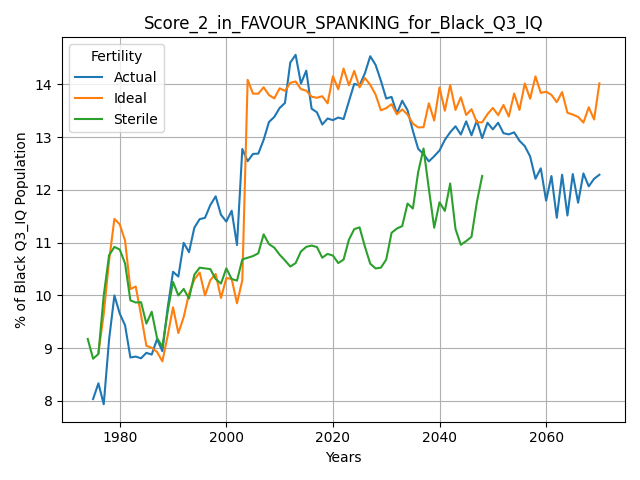 Score_2_in_FAVOUR_SPANKING_for_Black_Q3_IQ
Fertility
Actual
Ideal
Sterile
% of Black Q3_IQ Population
14
13
12
11
10
9
8
1980 2000 2020 2040 2060
Years